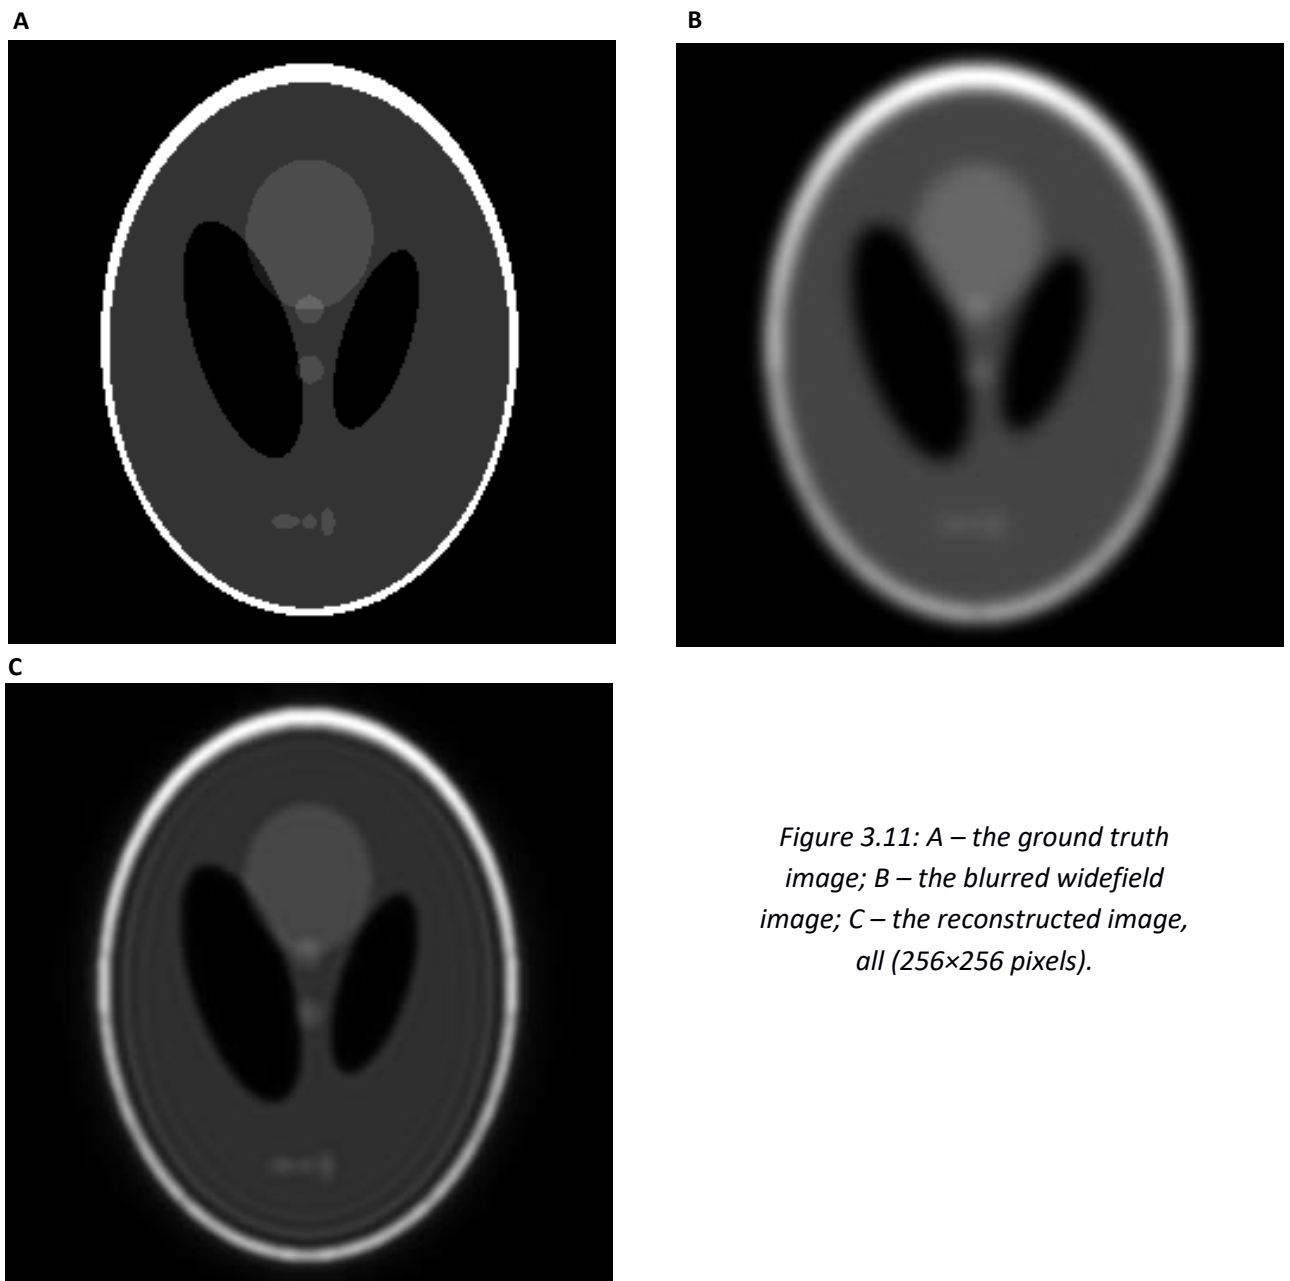 A
B
C
Figure 3.11: A – the ground truth
image; B – the blurred widefield
image; C – the reconstructed image,
all (256×256 pixels).